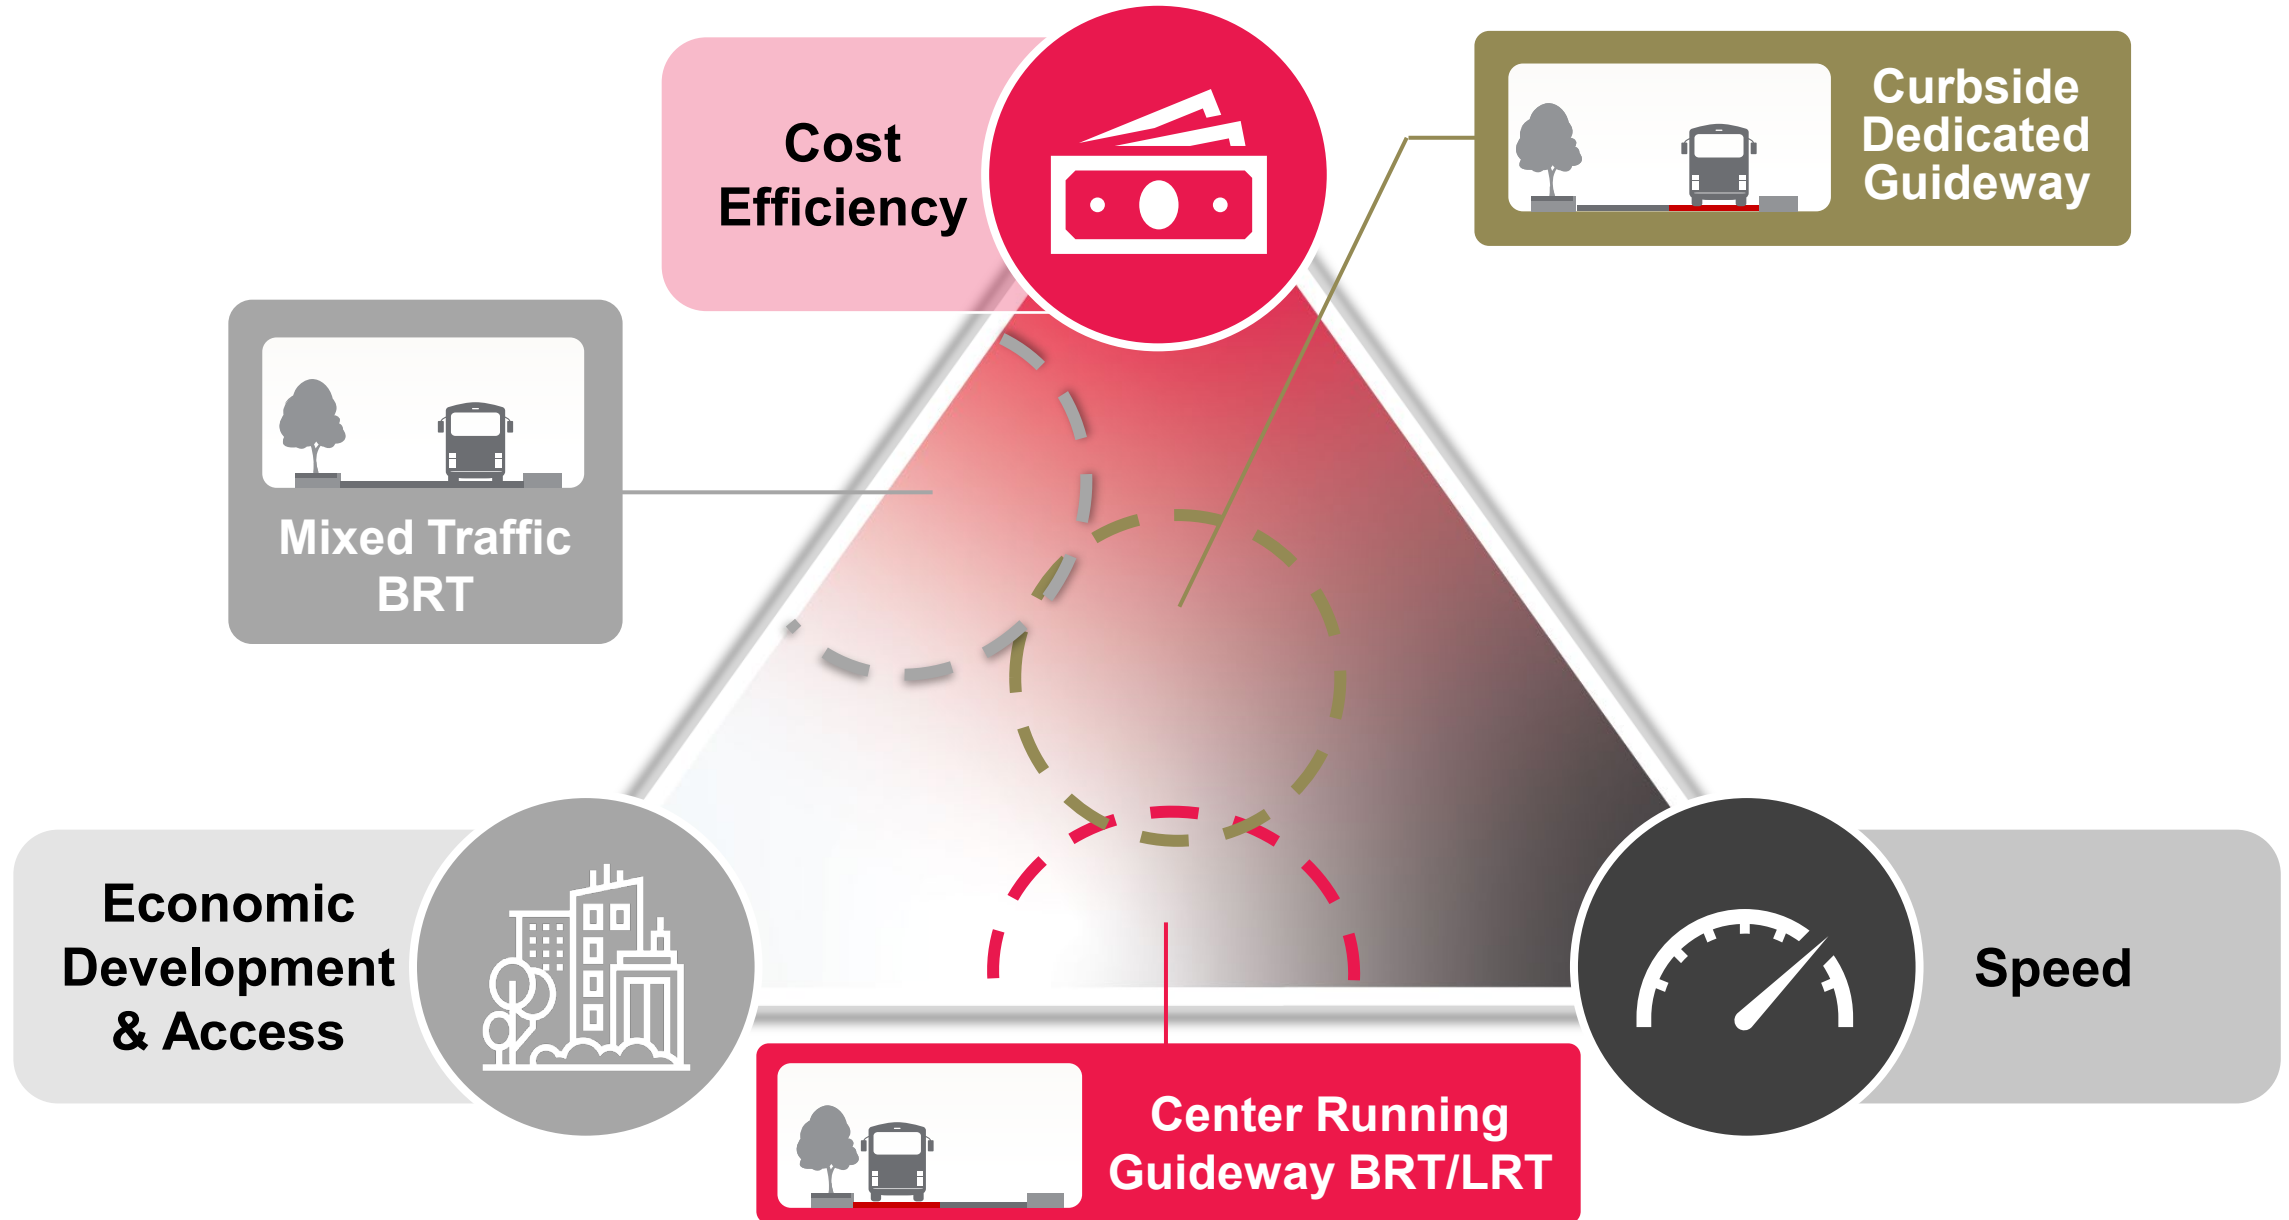 Cost
Efficiency
Curbside
Dedicated
Guideway
Mixed Traffic
BRT
Economic
Development
& Access
Speed
Center Running
Guideway BRT/LRT